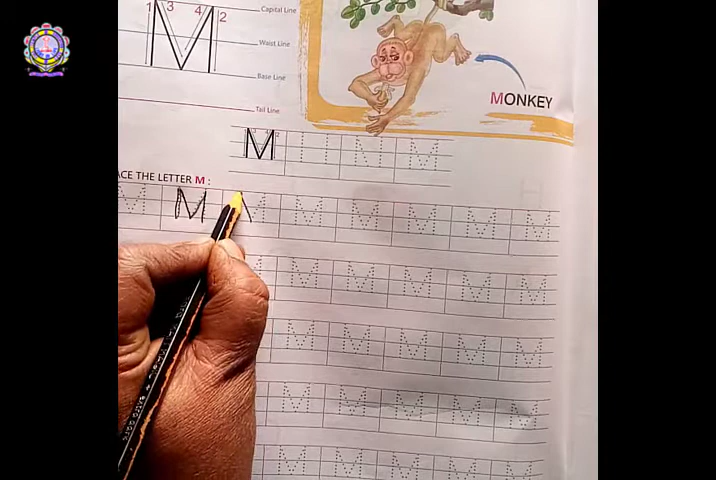 1 3 4 2
M
Capital Line
Waist Line
Base Line
Tail Line
MONKEY
M M M M
ACE THE LETTER M :
M M M M M M M M
M M M M M M
M M M M M
M M M M M
M M M M M